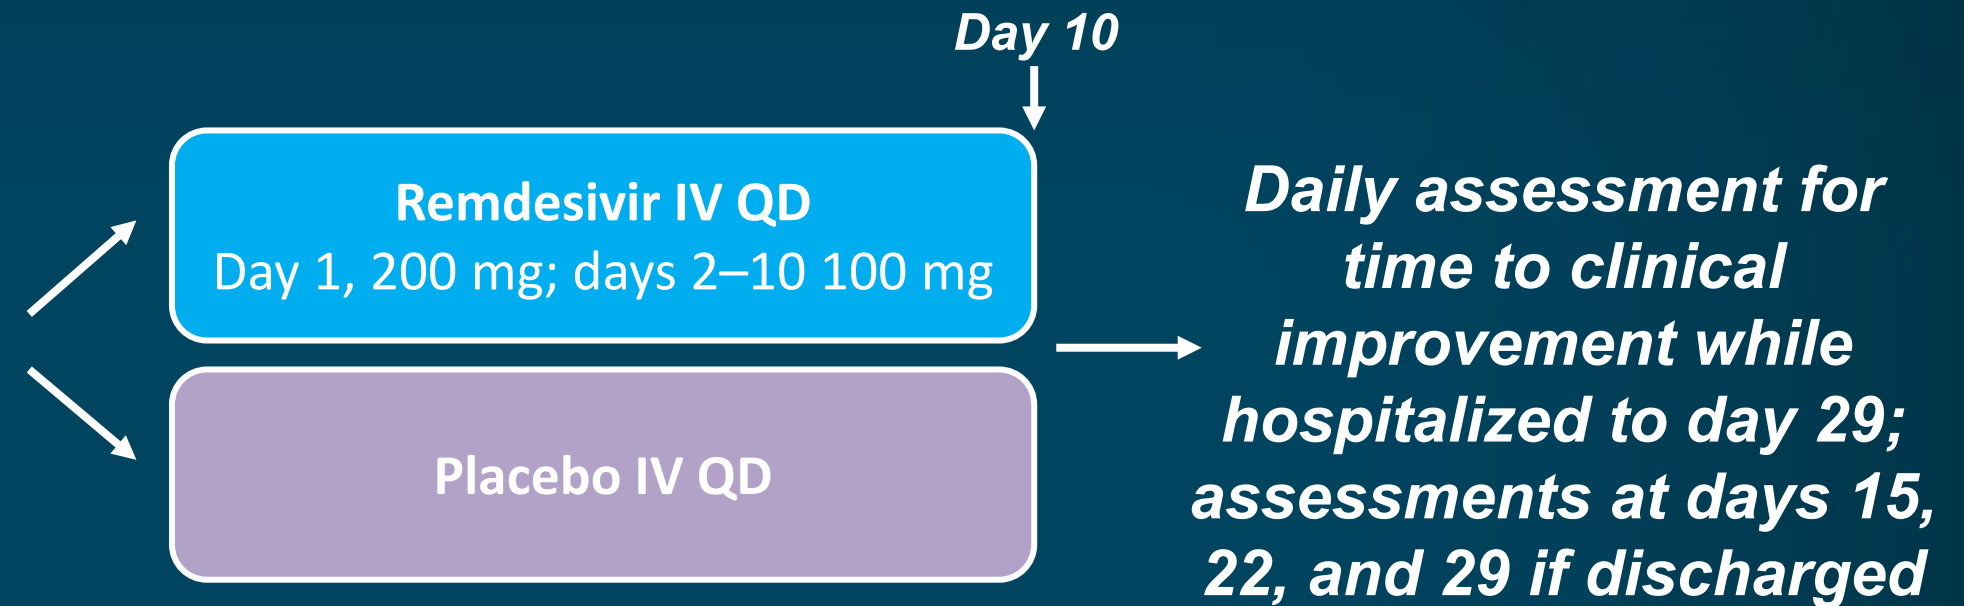 Day 10
Remdesivir IV QD
Day 1, 200 mg; days 2–10 100 mg
Placebo IV QD
Daily assessment for
time to clinical
improvement while
hospitalized to day 29;
assessments at days 15,
22, and 29 if discharged